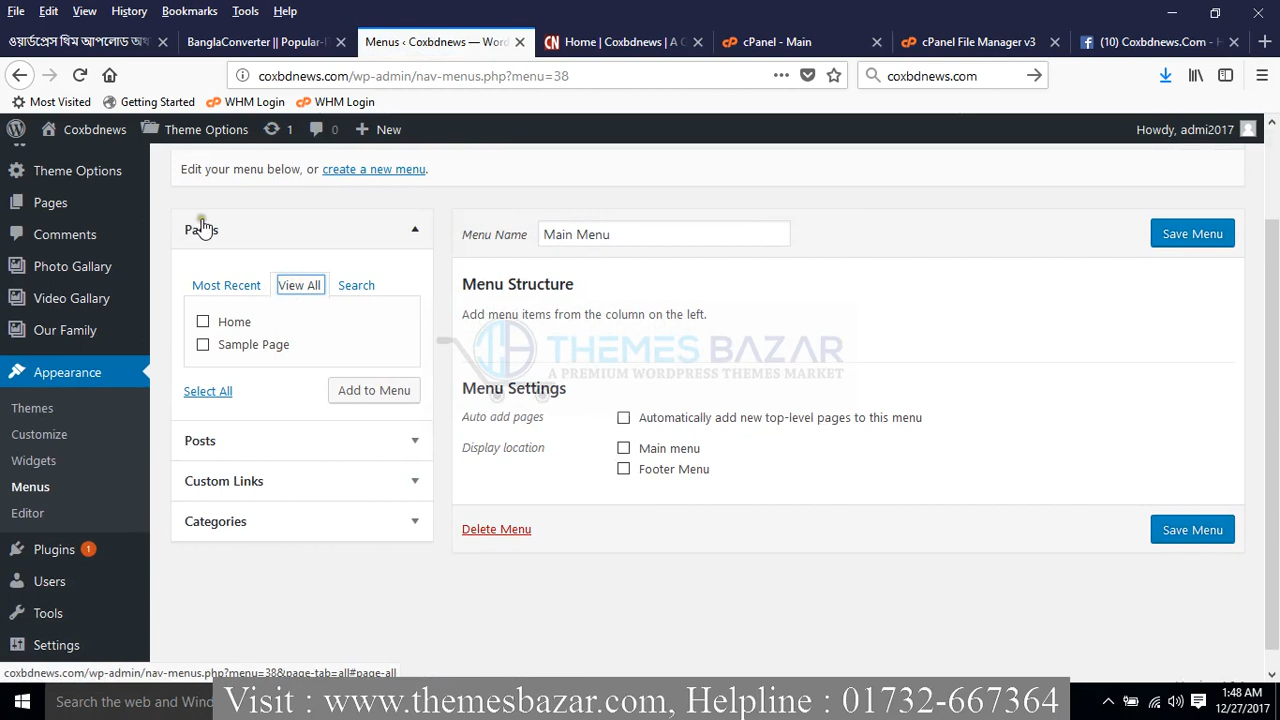 File Edit View History Bookmarks Tools Help
ওয়ার্ডপ্রেস থিম আপলোড অথ
BanglaConverter || Popular-I
Menus ‹ Coxbdnews — Word
Home | Coxbdnews | A C
cPanel - Main
cPanel File Manager v3
(10) Coxbdnews.Com - H
coxbdnews.com/wp-admin/nav-menus.php?menu=38
coxbdnews.com
Most Visited Getting Started WHM Login WHM Login
Coxbdnews Theme Options 1 0 New
Howdy, admi2017
Theme Options
Pages
Comments
Photo Gallary
Video Gallary
Our Family
Appearance
Themes
Customize
Widgets
Menus
Editor
Plugins 1
Users
Tools
Settings
Edit your menu below, or create a new menu.
Pages
Most Recent View All Search
Home
Sample Page
Select All Add to Menu
Posts
Custom Links
Categories
Menu Name Main Menu Save Menu
Menu Structure
Add menu items from the column on the left.
THEMES BAZAR
A PREMIUM WORDPRESS THEMES MARKET
Menu Settings
Auto add pages Automatically add new top-level pages to this menu
Display location Main menu
Footer Menu
Delete Menu Save Menu
coxbdnews.com/wp-admin/nav-menus.php?menu=38&page-tab=all#page-all
Search the web and Wind
Visit : www.themesbazar.com, Helpline : 01732-667364
1:48 AM
12/27/2017